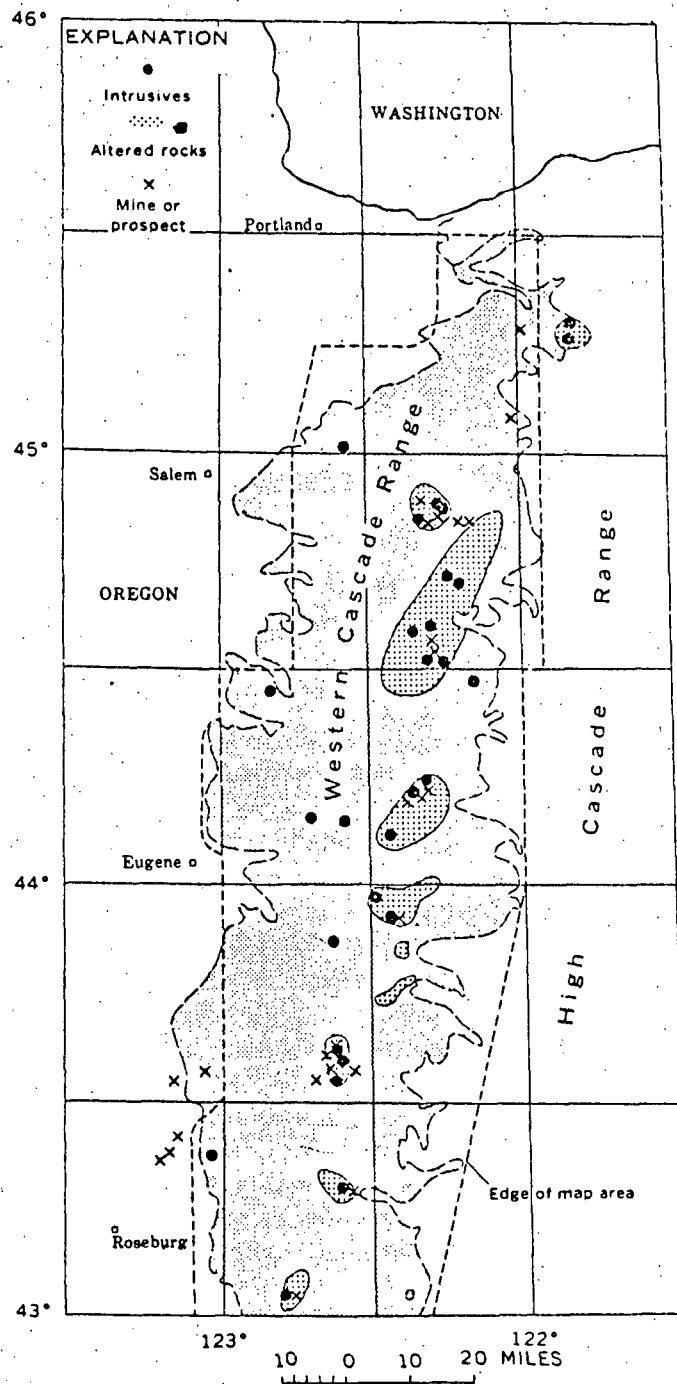 46°
EXPLANATION
Intrusives
Altered rocks
Mine or
prospect
WASHINGTON
Portland
45°
Salem
OREGON
Western Cascade Range
High Cascade Range
Eugene
44°
Edge of map area
Roseburg
43°
123°
122°
10 0 10 20 MILES